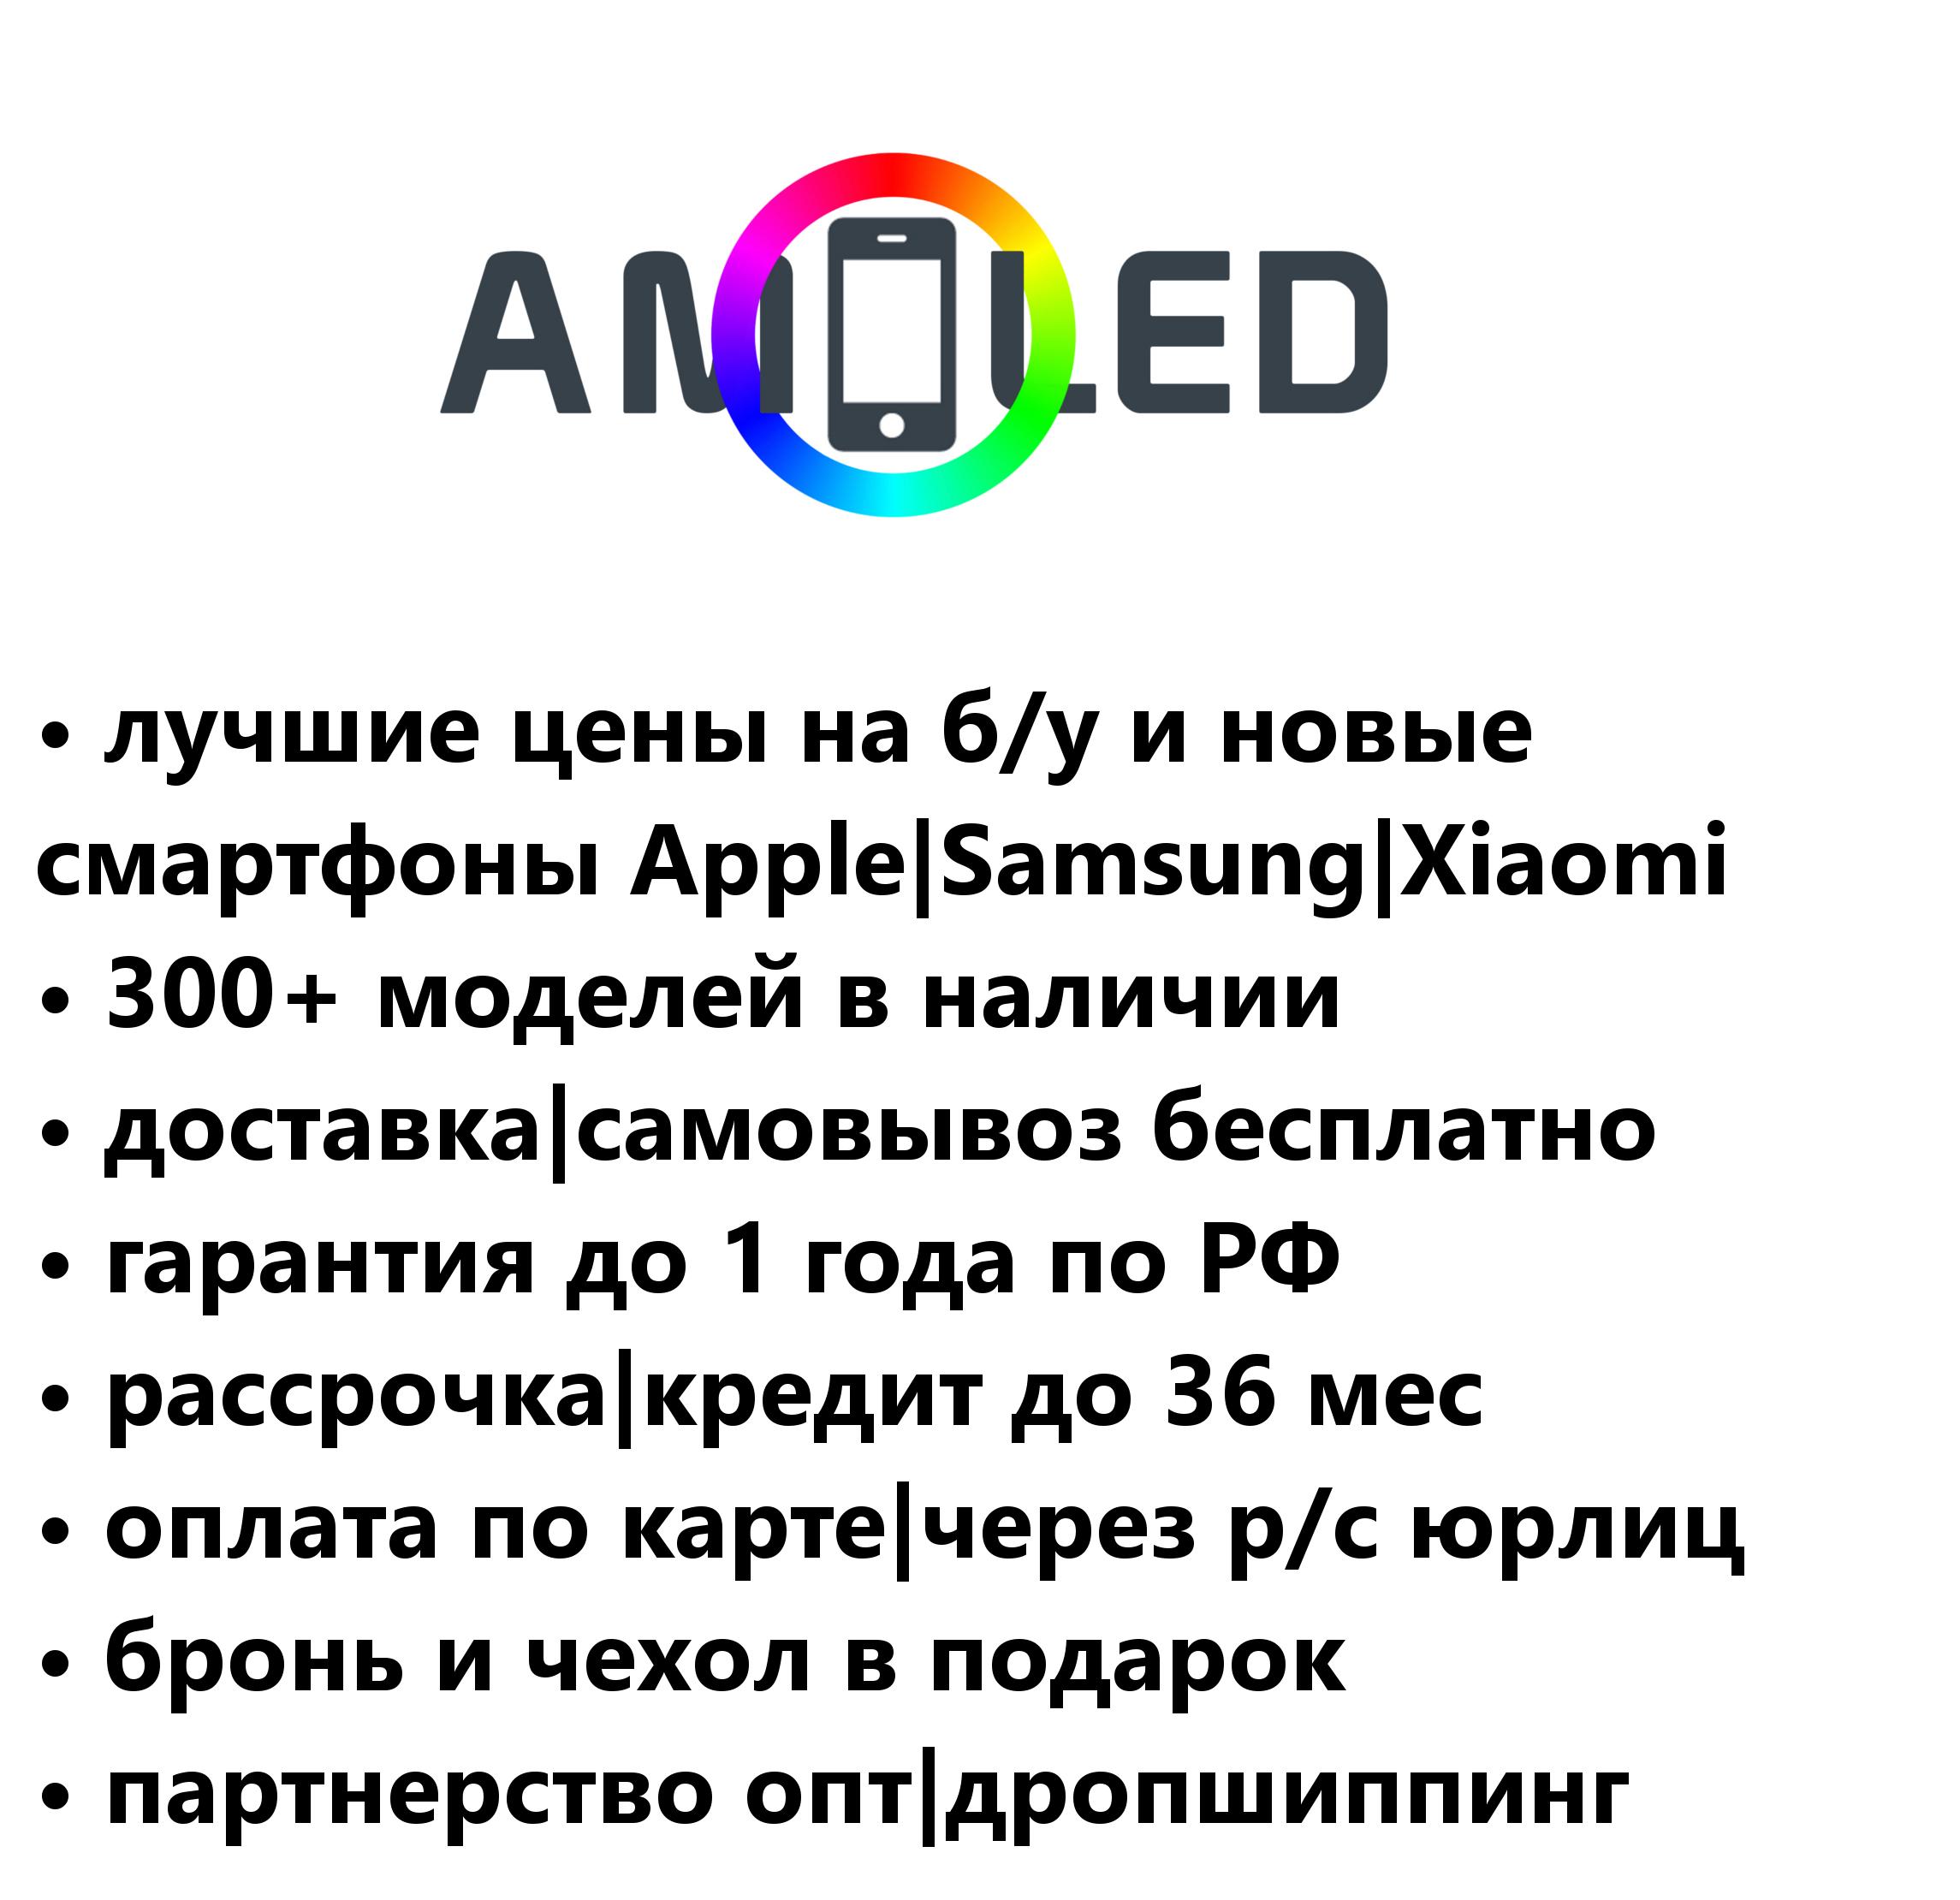 AMOLED
• лучшие цены на б/у и новые
смартфоны Apple|Samsung|Xiaomi
• 300+ моделей в наличии
• доставка|самовывоз бесплатно
• гарантия до 1 года по РФ
• рассрочка|кредит до 36 мес
• оплата по карте|через р/с юрлиц
• бронь и чехол в подарок
• партнерство опт|дропшиппинг